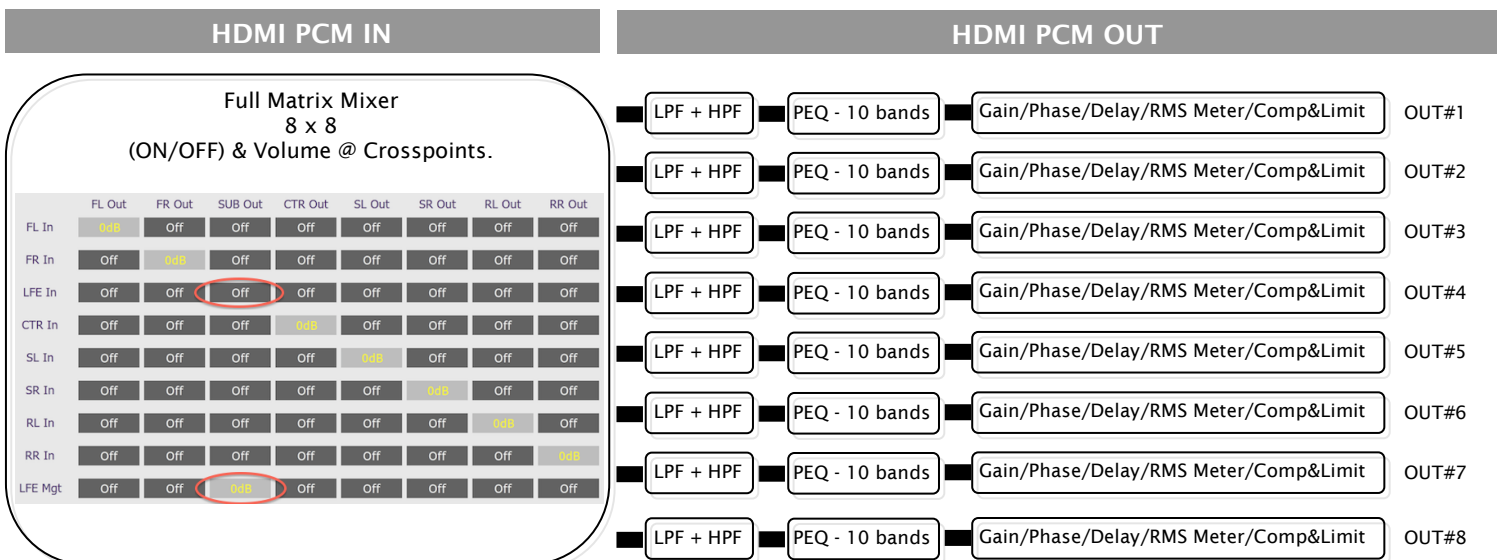 HDMI PCM IN
HDMI PCM OUT
Full Matrix Mixer
8 x 8
(ON/OFF) & Volume @ Crosspoints.
FL Out FR Out SUB Out CTR Out SL Out SR Out RL Out RR Out
FL In 0dB Off Off Off Off Off Off Off
FR In Off 0dB Off Off Off Off Off Off
LFE In Off Off Off Off Off Off Off Off
CTR In Off Off Off 0dB Off Off Off Off
SL In Off Off Off Off 0dB Off Off Off
SR In Off Off Off Off Off 0dB Off Off
RL In Off Off Off Off Off Off 0dB Off
RR In Off Off Off Off Off Off Off 0dB
LFE Mgt Off Off 0dB Off Off Off Off Off
LPF + HPF PEQ - 10 bands Gain/Phase/Delay/RMS Meter/Comp&Limit OUT#1
LPF + HPF PEQ - 10 bands Gain/Phase/Delay/RMS Meter/Comp&Limit OUT#2
LPF + HPF PEQ - 10 bands Gain/Phase/Delay/RMS Meter/Comp&Limit OUT#3
LPF + HPF PEQ - 10 bands Gain/Phase/Delay/RMS Meter/Comp&Limit OUT#4
LPF + HPF PEQ - 10 bands Gain/Phase/Delay/RMS Meter/Comp&Limit OUT#5
LPF + HPF PEQ - 10 bands Gain/Phase/Delay/RMS Meter/Comp&Limit OUT#6
LPF + HPF PEQ - 10 bands Gain/Phase/Delay/RMS Meter/Comp&Limit OUT#7
LPF + HPF PEQ - 10 bands Gain/Phase/Delay/RMS Meter/Comp&Limit OUT#8